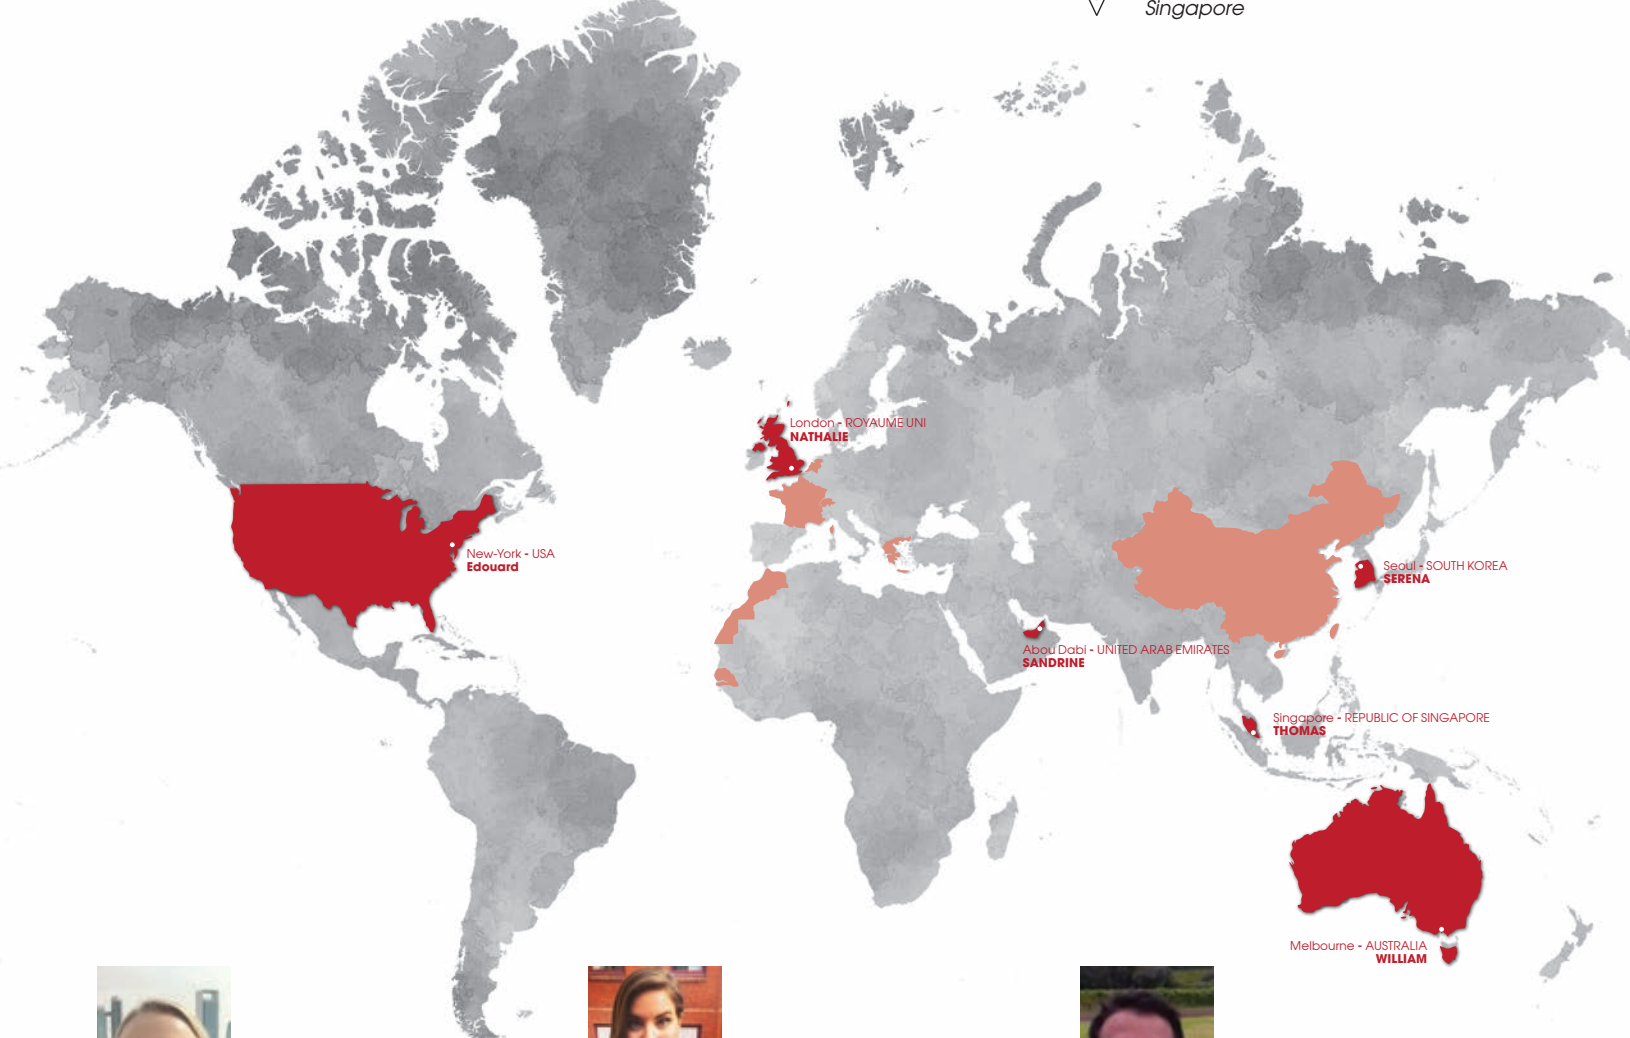 Singapore
London - ROYAUME UNI
NATHALIE
New-York - USA
Edouard
Seoul - SOUTH KOREA
SERENA
Abou Dabi - UNITED ARAB EMIRATES
SANDRINE
Singapore - REPUBLIC OF SINGAPORE
THOMAS
Melbourne - AUSTRALIA
WILLIAM